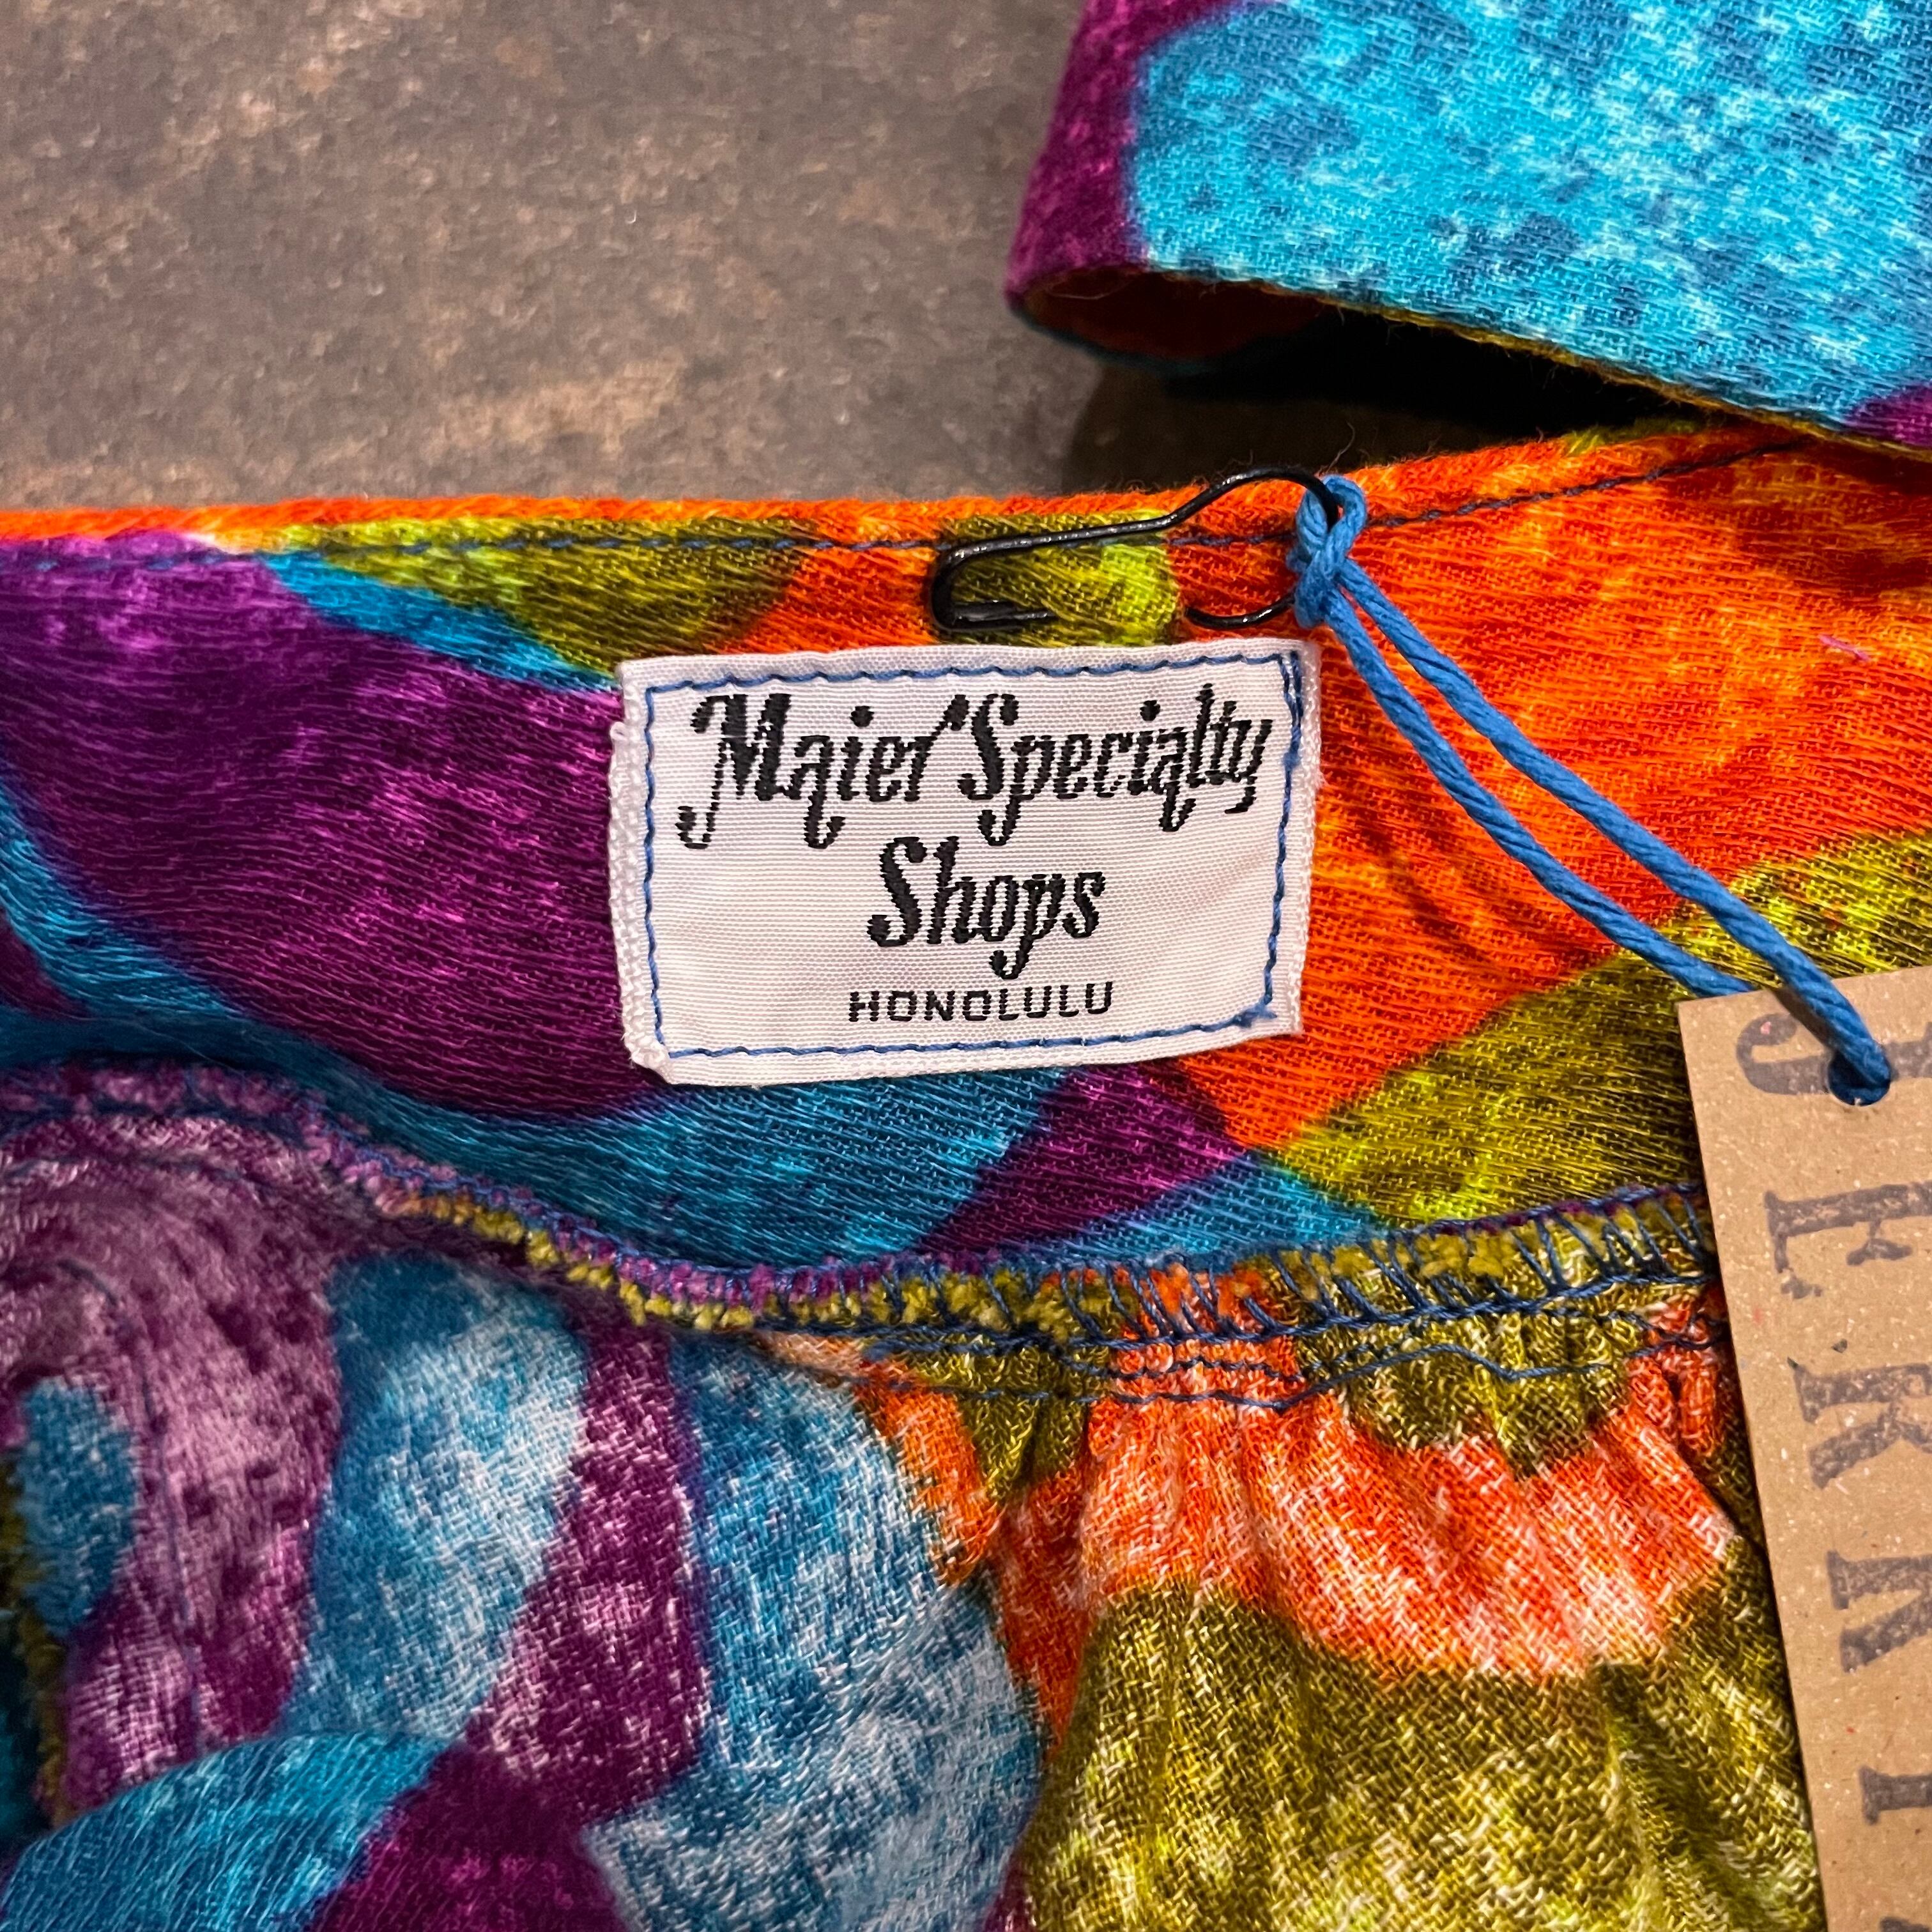 Maier Specialty
Shops
HONOLULU